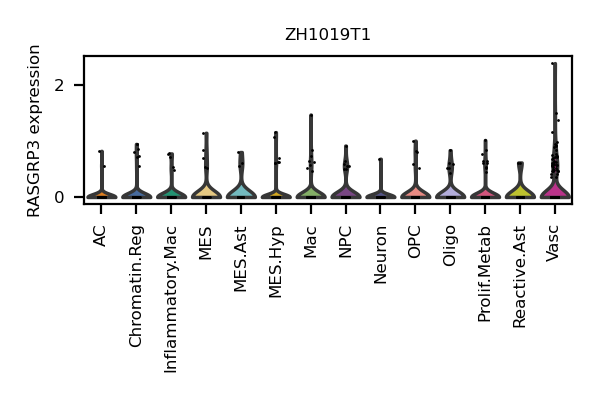 ZH1019T1
RASGRP3 expression
2
0
AC
Chromatin.Reg
Inflammatory.Mac
MES
MES.Ast
MES.Hyp
Mac
NPC
Neuron
OPC
Oligo
Prolif.Metab
Reactive.Ast
Vasc